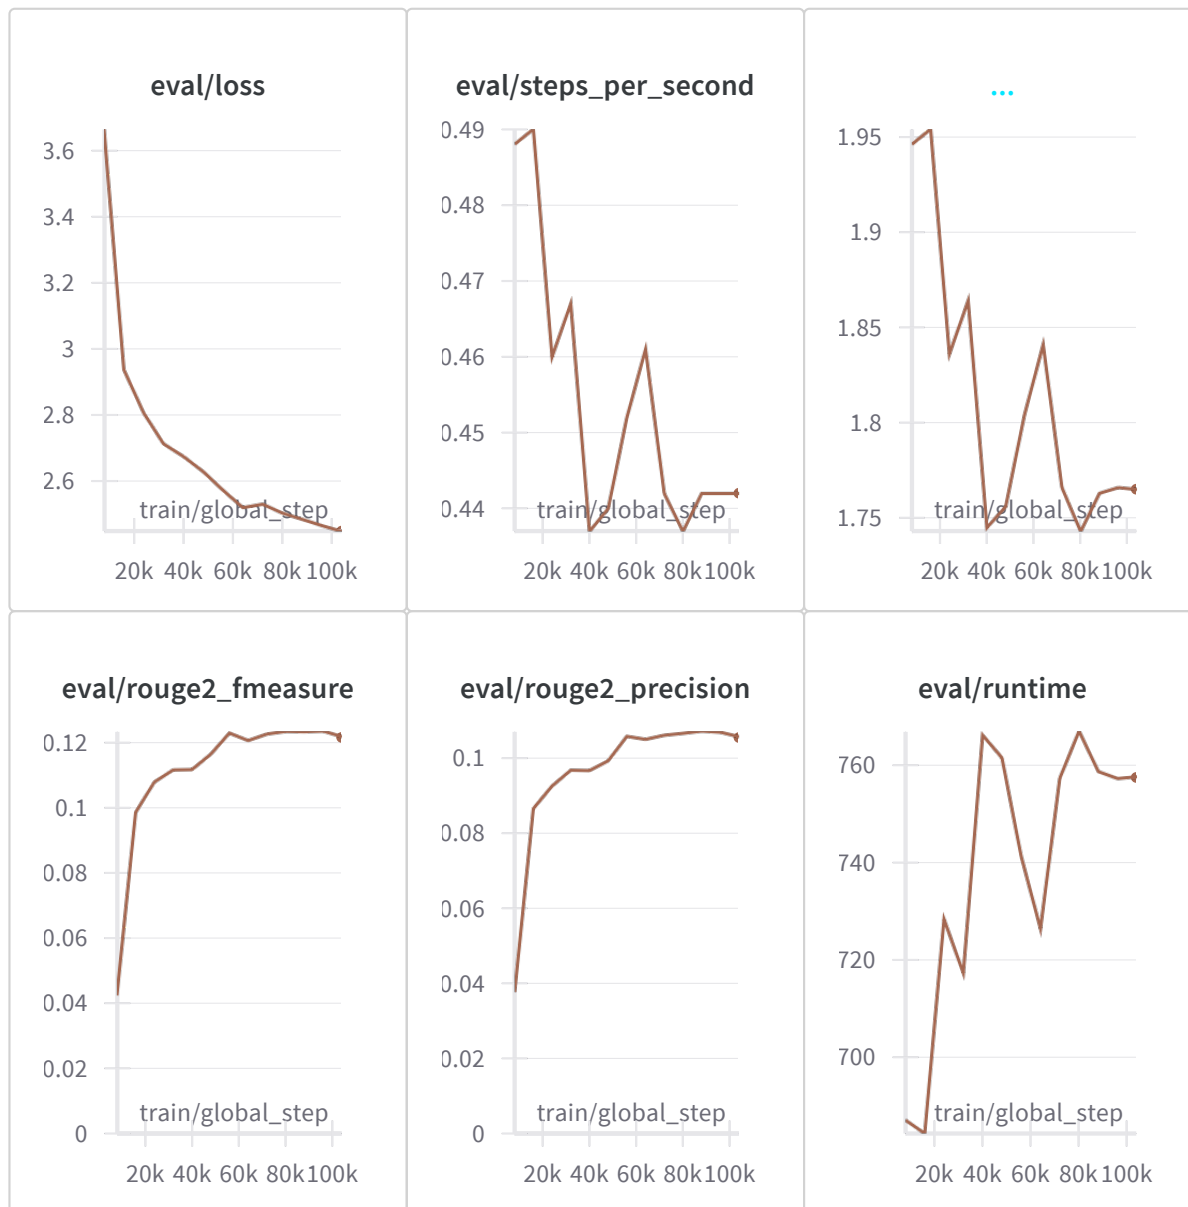 eval/loss
3.6
3.4
3.2
3
2.8
2.6
train/global_step
20k 40k 60k 80k 100k
eval/steps_per_second
0.49
0.48
0.47
0.46
0.45
0.44
train/global_step
20k 40k 60k 80k 100k
...
1.95
1.9
1.85
1.8
1.75
train/global_step
20k 40k 60k 80k 100k
eval/rouge2_fmeasure
0.12
0.1
0.08
0.06
0.04
0.02
0
train/global_step
20k 40k 60k 80k 100k
eval/rouge2_precision
0.1
0.08
0.06
0.04
0.02
0
train/global_step
20k 40k 60k 80k 100k
eval/runtime
760
740
720
700
train/global_step
20k 40k 60k 80k 100k